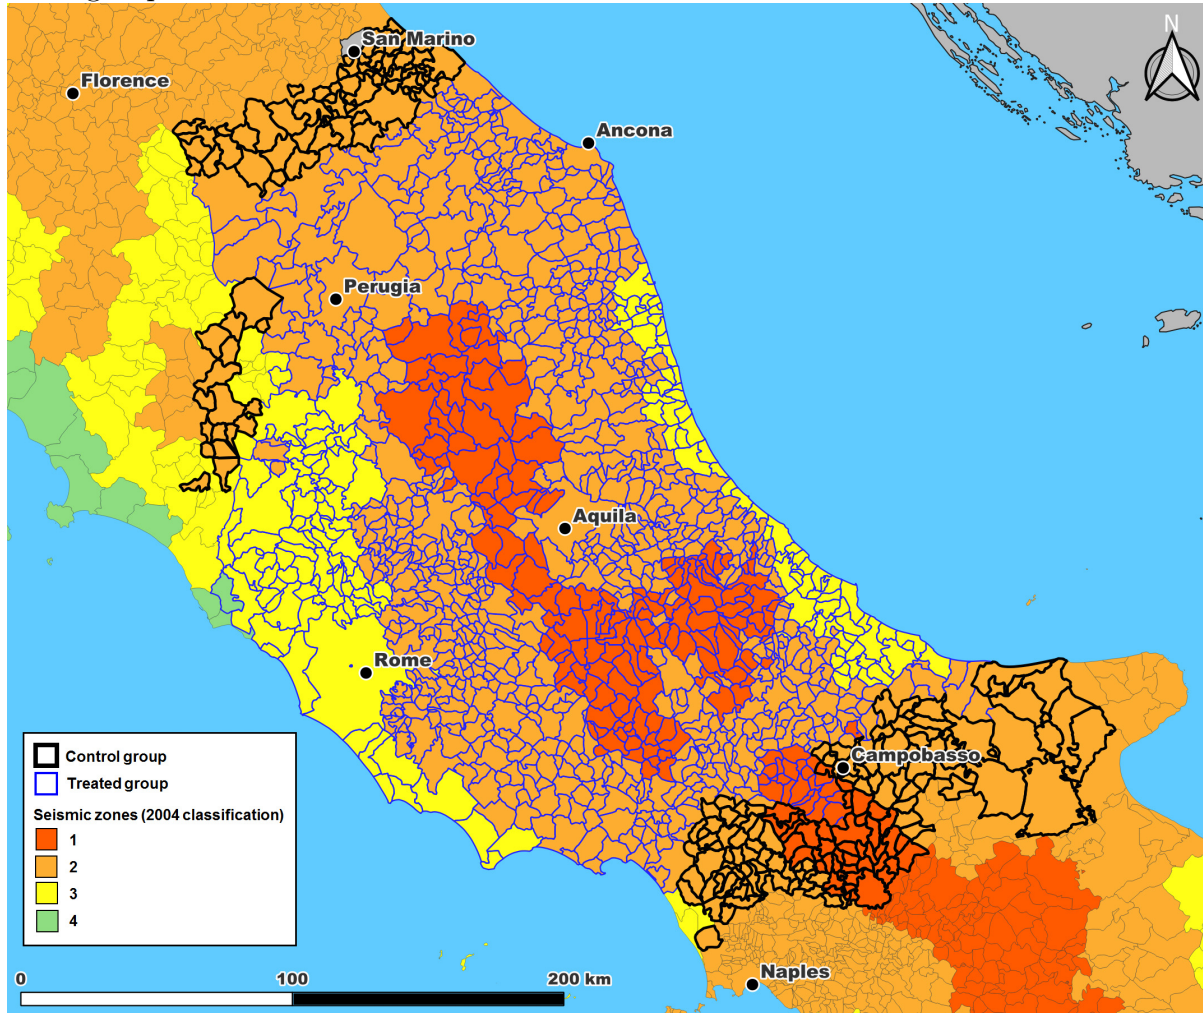 San Marino
Florence
N
Ancona
Perugia
Aquila
Rome
Campobasso
Naples
Control group
Treated group
Seismic zones (2004 classification)
1
2
3
4
0 100 200 km